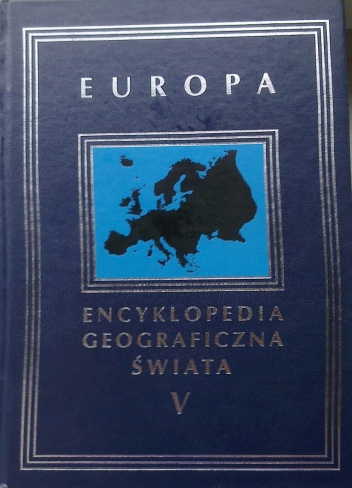 EUROPA
ENCYKLOPEDIA
GEOGRAFICZNA
ŚWIATA
V